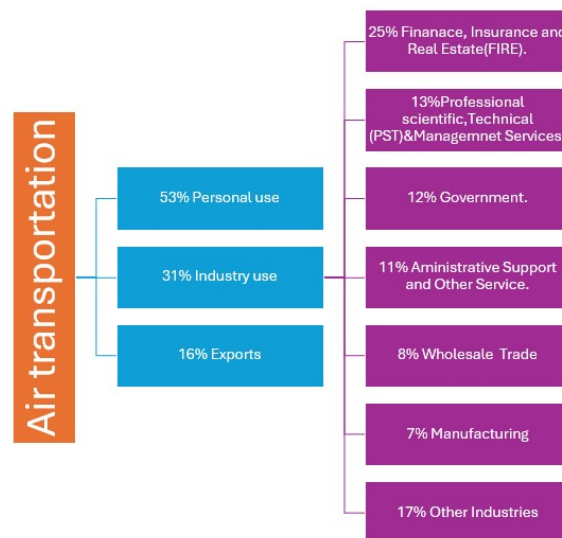 Air transportation
53% Personal use
31% Industry use
16% Exports
25% Finanace, Insurance and
Real Estate(FIRE).
13%Professional
scientific,Technical
(PST)&Managemnet Services
12% Government.
11% Aministrative Support
and Other Service.
8% Wholesale Trade
7% Manufacturing
17% Other Industries